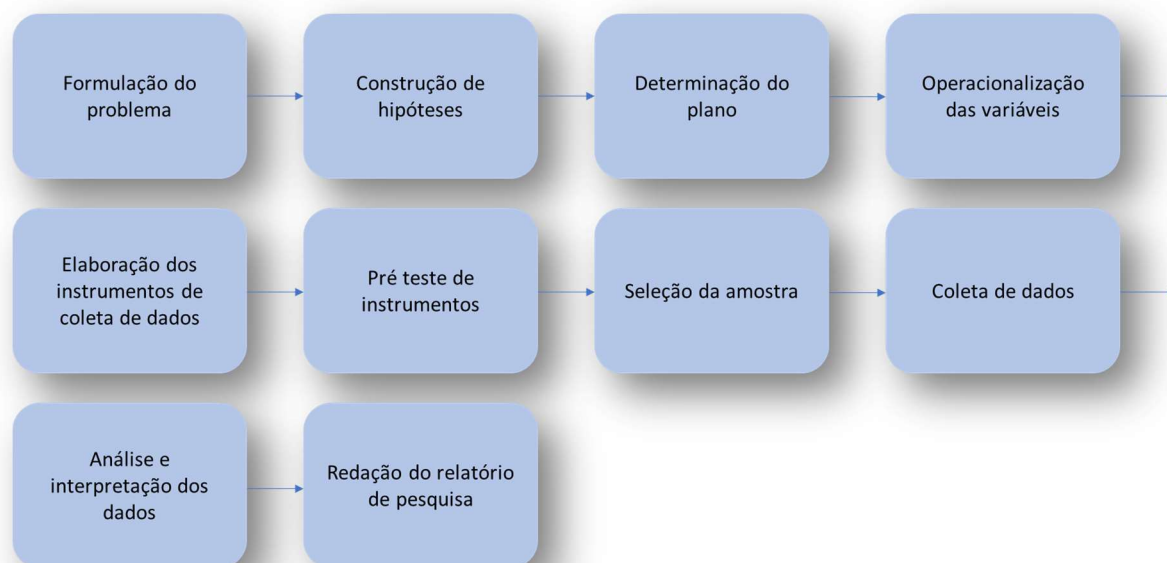 Formulação do
problema
Construção de
hipóteses
Determinação do
plano
Operacionalização
das variáveis
Elaboração dos
instrumentos de
coleta de dados
Pré teste de
instrumentos
Seleção da amostra
Coleta de dados
Análise e
interpretação dos
dados
Redação do relatório
de pesquisa